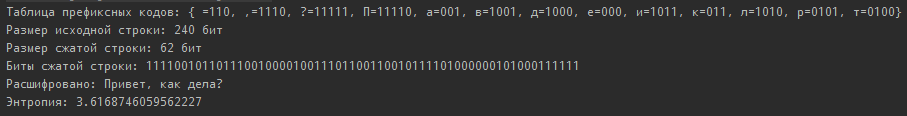 Таблица префиксных кодов: { =110, ,=1110, ?=11111, П=11110, а=001, в=1001, д=1000, е=000, и=1011, к=011, л=1010, р=0101, т=0100}
Размер исходной строки: 240 бит
Размер сжатой строки: 62 бит
Биты сжатой строки: 11110010110111001000010011101100110010111101000000101000111111
Расшифровано: Привет, как дела?
Энтропия: 3.6168746059562227